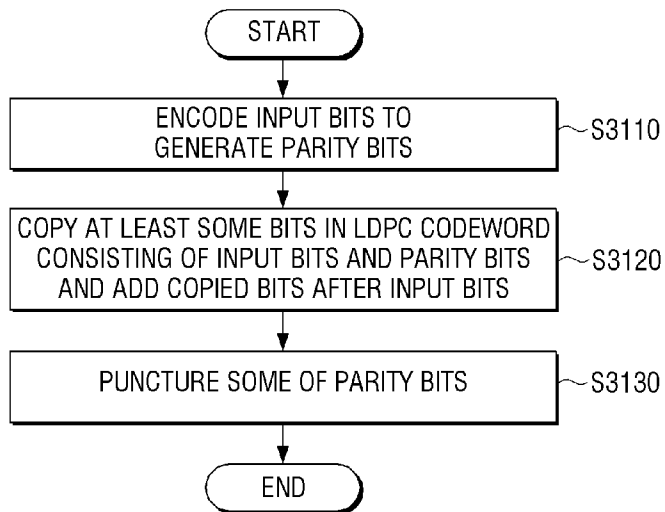 START
ENCODE INPUT BITS TO
GENERATE PARITY BITS
S3110
COPY AT LEAST SOME BITS IN LDPC CODEWORD
CONSISTING OF INPUT BITS AND PARITY BITS
AND ADD COPIED BITS AFTER INPUT BITS
S3120
PUNCTURE SOME OF PARITY BITS
S3130
END